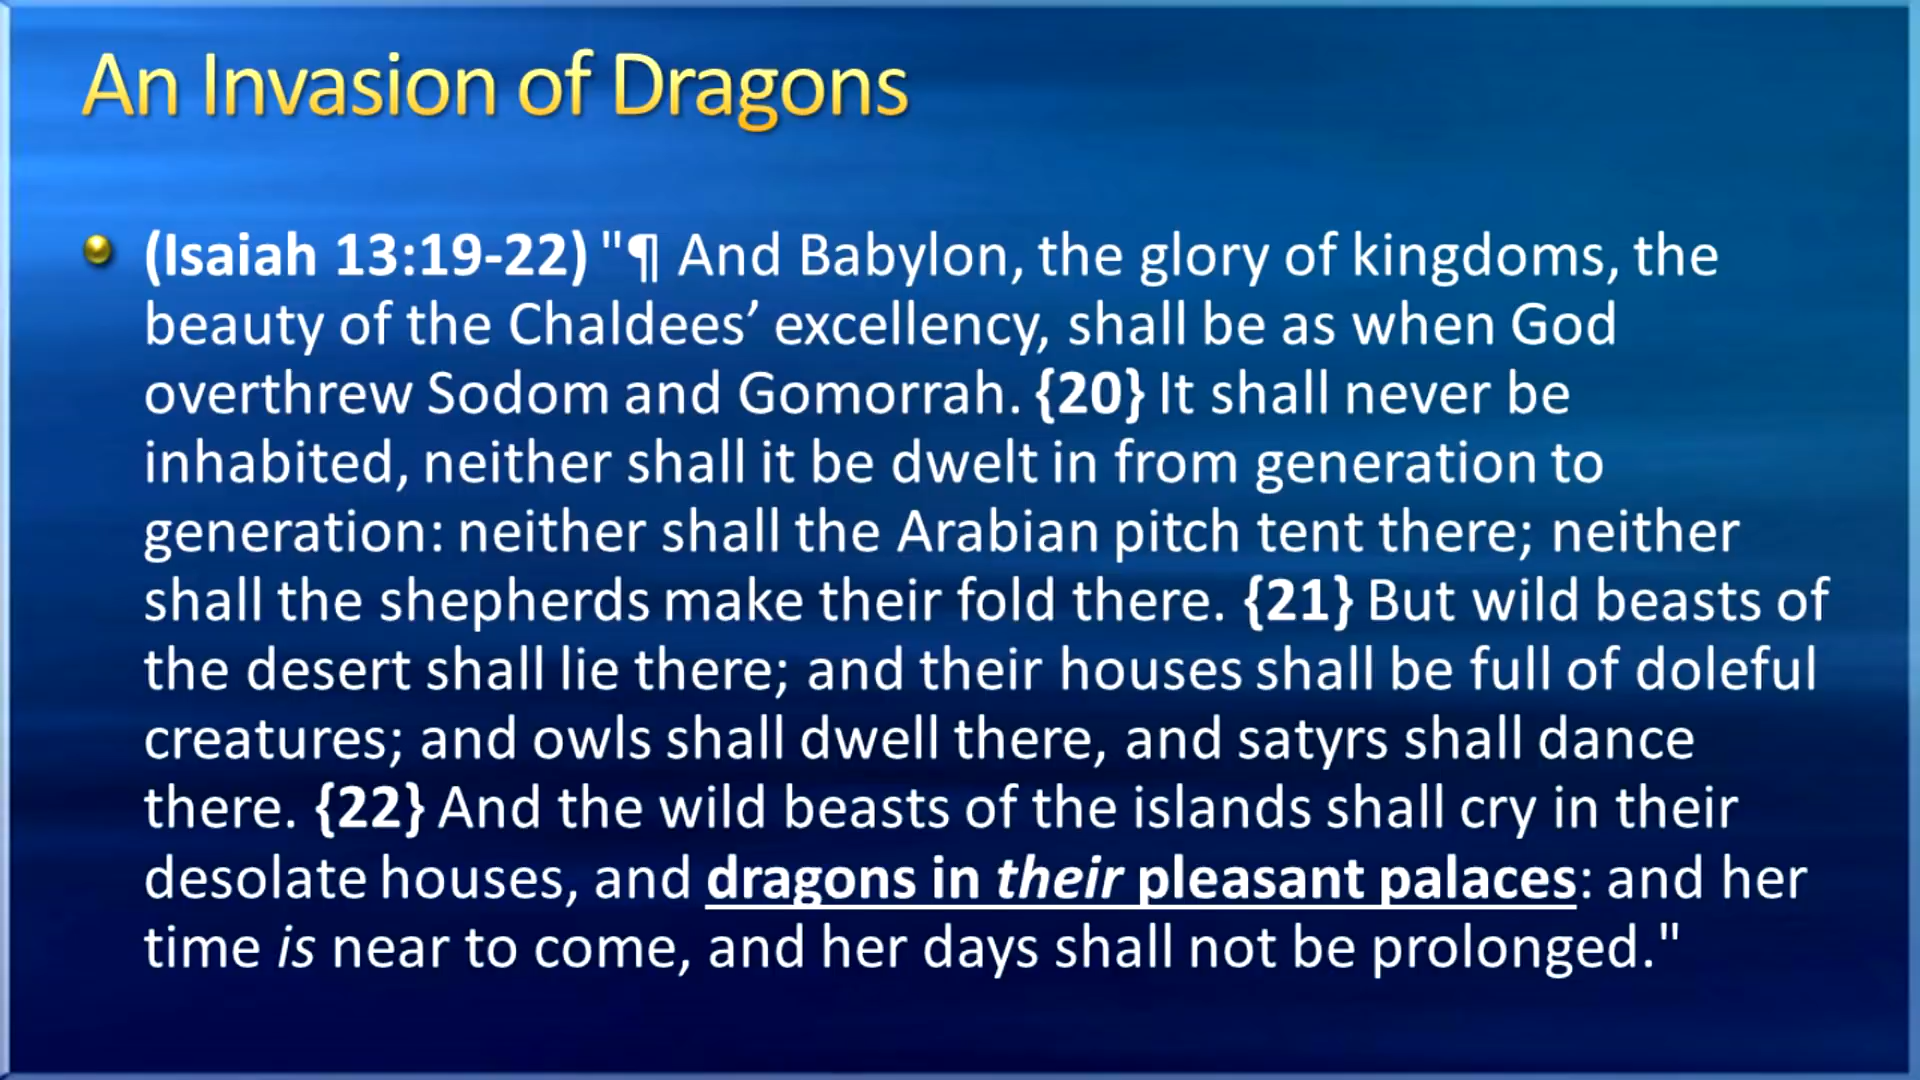 An Invasion of Dragons
(Isaiah 13:19-22) "¶ And Babylon, the glory of kingdoms, the
beauty of the Chaldees’ excellency, shall be as when God
overthrew Sodom and Gomorrah. {20} It shall never be
inhabited, neither shall it be dwelt in from generation to
generation: neither shall the Arabian pitch tent there; neither
shall the shepherds make their fold there. {21} But wild beasts of
the desert shall lie there; and their houses shall be full of doleful
creatures; and owls shall dwell there, and satyrs shall dance
there. {22} And the wild beasts of the islands shall cry in their
desolate houses, and dragons in their pleasant palaces: and her
time is near to come, and her days shall not be prolonged."